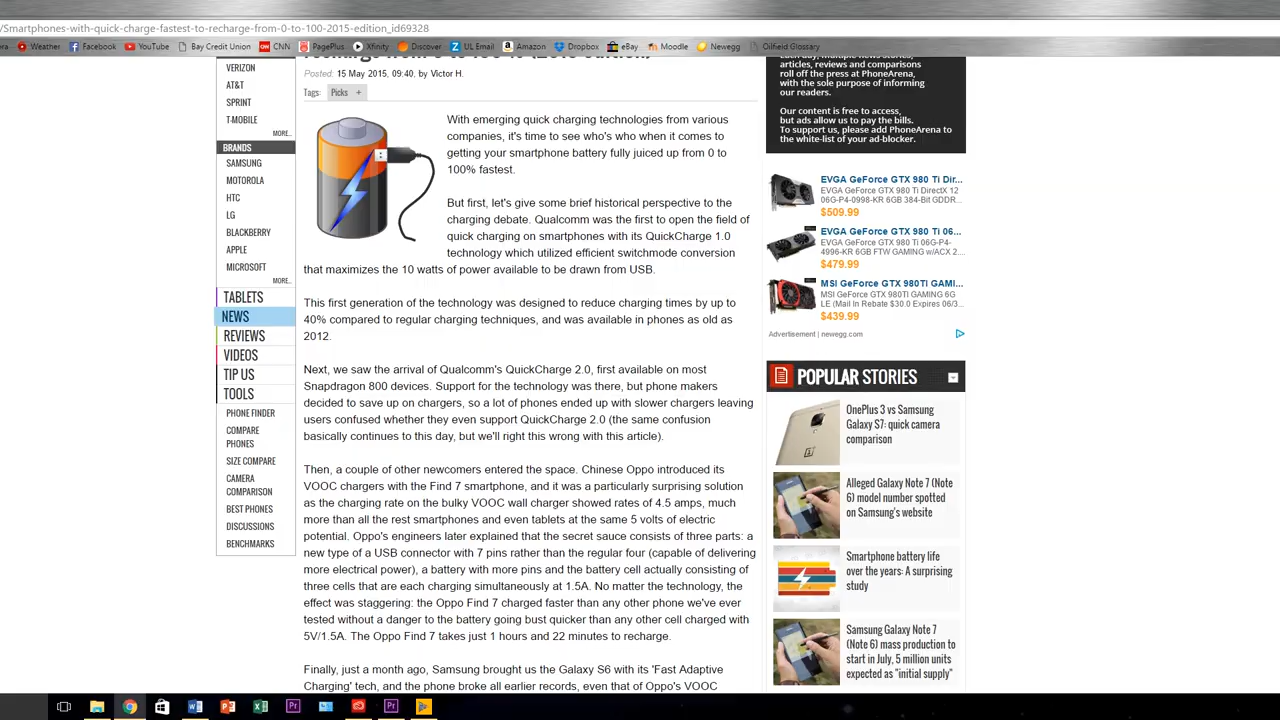 /Smartphones-with-quick-charge-fastest-to-recharge-from-0-to-100-2015-edition_id69328
Weather Facebook YouTube Bay Credit Union CNN PagePlus Xfinity Discover UL Email Amazon Dropbox eBay Moodle Newegg Oilfield Glossary
VERIZON
AT&T
SPRINT
T-MOBILE
MORE...
BRANDS
SAMSUNG
MOTOROLA
HTC
LG
BLACKBERRY
APPLE
MICROSOFT
MORE...
TABLETS
NEWS
REVIEWS
VIDEOS
TIP US
TOOLS
PHONE FINDER
COMPARE
PHONES
SIZE COMPARE
CAMERA
COMPARISON
BEST PHONES
DISCUSSIONS
BENCHMARKS
Posted: 15 May 2015, 09:40, by Victor H.
Tags: Picks +
With emerging quick charging technologies from various
companies, it's time to see who's who when it comes to
getting your smartphone battery fully juiced up from 0 to
100% fastest.
But first, let's give some brief historical perspective to the
charging debate. Qualcomm was the first to open the field of
quick charging on smartphones with its QuickCharge 1.0
technology which utilized efficient switchmode conversion
that maximizes the 10 watts of power available to be drawn from USB.
This first generation of the technology was designed to reduce charging times by up to
40% compared to regular charging techniques, and was available in phones as old as
2012.
Next, we saw the arrival of Qualcomm's QuickCharge 2.0, first available on most
Snapdragon 800 devices. Support for the technology was there, but phone makers
decided to save up on chargers, so a lot of phones ended up with slower chargers leaving
users confused whether they even support QuickCharge 2.0 (the same confusion
basically continues to this day, but we'll right this wrong with this article).
Then, a couple of other newcomers entered the space. Chinese Oppo introduced its
VOOC chargers with the Find 7 smartphone, and it was a particularly surprising solution
as the charging rate on the bulky VOOC wall charger showed rates of 4.5 amps, much
more than all the rest smartphones and even tablets at the same 5 volts of electric
potential. Oppo's engineers later explained that the secret sauce consists of three parts: a
new type of a USB connector with 7 pins rather than the regular four (capable of delivering
more electrical power), a battery with more pins and the battery cell actually consisting of
three cells that are each charging simultaneously at 1.5A. No matter the technology, the
effect was staggering: the Oppo Find 7 charged faster than any other phone we've ever
tested without a danger to the battery going bust quicker than any other cell charged with
5V/1.5A. The Oppo Find 7 takes just 1 hours and 22 minutes to recharge.
Finally, just a month ago, Samsung brought us the Galaxy S6 with its 'Fast Adaptive
Charging' tech, and the phone broke all earlier records, even that of Oppo's VOOC
articles, reviews and comparisons
roll off the press at PhoneArena,
with the sole purpose of informing
our readers.
Our content is free to access,
but ads allow us to pay the bills.
To support us, please add PhoneArena to
the white-list of your ad-blocker.
EVGA GeForce GTX 980 Ti Dir...
EVGA GeForce GTX 980 Ti DirectX 12
06G-P4-0998-KR 6GB 384-Bit GDDR...
$509.99
EVGA GeForce GTX 980 Ti 06...
EVGA GeForce GTX 980 Ti 06G-P4-
4996-KR 6GB FTW GAMING w/ACX 2....
$479.99
MSI GeForce GTX 980TI GAMI...
MSI GeForce GTX 980TI GAMING 6G
LE (Mail In Rebate $30.0 Expires 06/3...
$439.99
Advertisement | newegg.com
POPULAR STORIES
OnePlus 3 vs Samsung
Galaxy S7: quick camera
comparison
Alleged Galaxy Note 7 (Note
6) model number spotted
on Samsung's website
Smartphone battery life
over the years: A surprising
study
Samsung Galaxy Note 7
(Note 6) mass production to
start in July, 5 million units
expected as "initial supply"